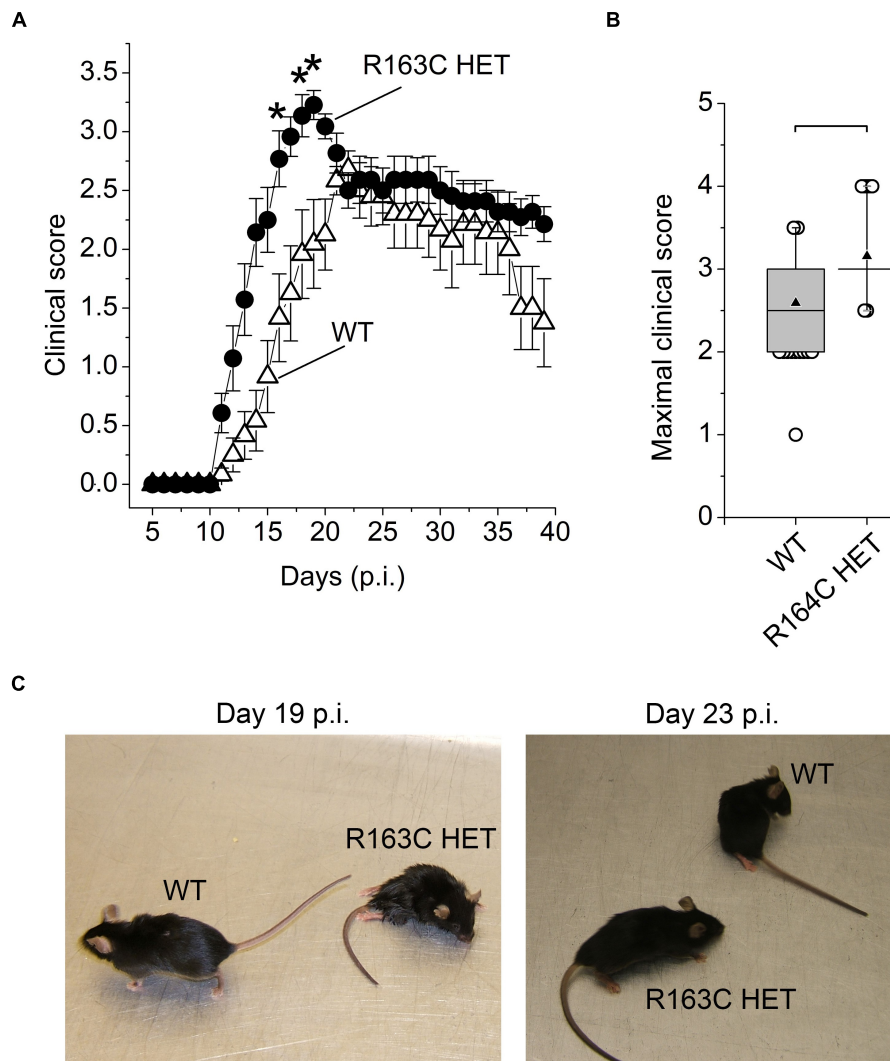 A
B
3.5
3.0
2.5
2.0
1.5
1.0
0.5
0.0
Clinical score
* * *
R163C HET
WT
5 10 15 20 25 30 35 40
Days (p.i.)
5
4
3
2
1
0
Maximal clinical score
WT
R164C HET
C
Day 19 p.i.
Day 23 p.i.
WT
R163C HET
WT
R163C HET